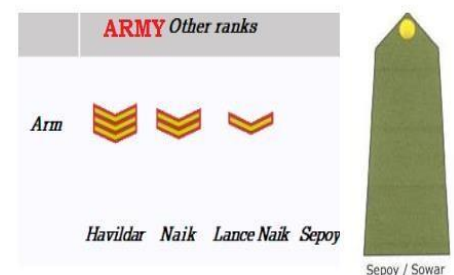 ARMY Other ranks
Arm
Havildar Naik Lance Naik Sepoy
Sepoy / Sowar